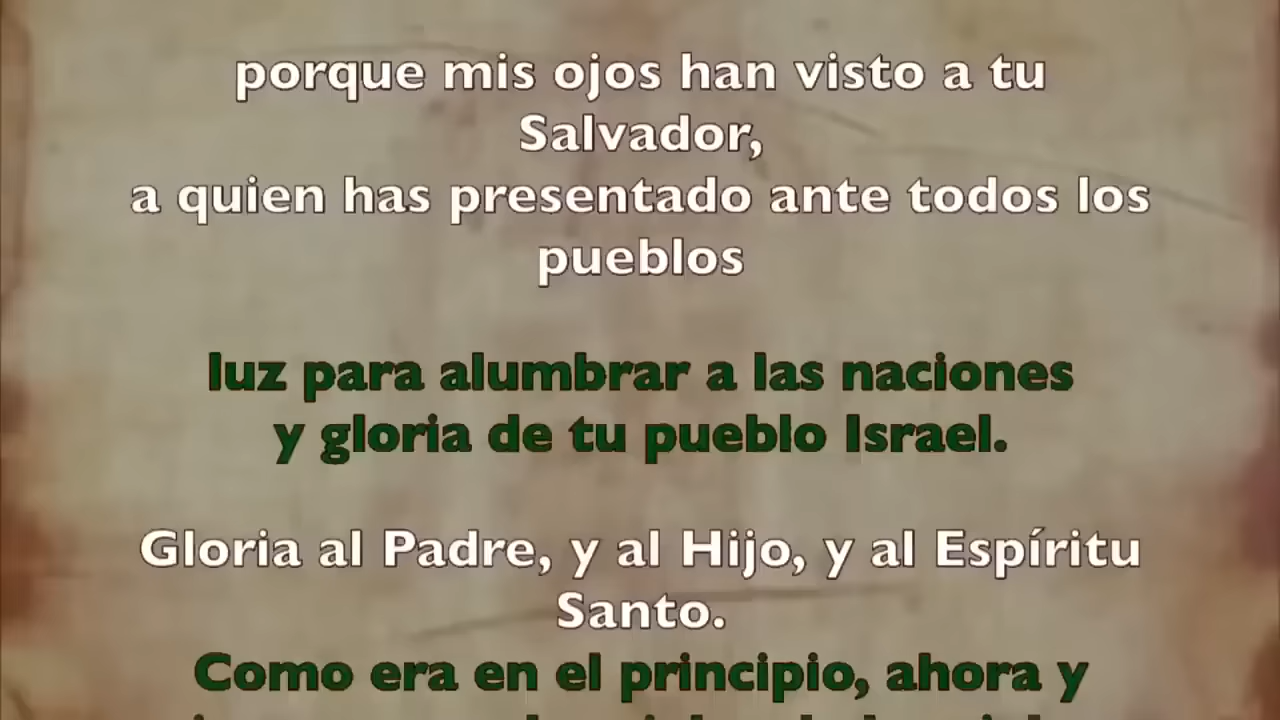 porque mis ojos han visto a tu
Salvador,
a quien has presentado ante todos los
pueblos
luz para alumbrar a las naciones
y gloria de tu pueblo Israel.
Gloria al Padre, y al Hijo, y al Espíritu
Santo.
Como era en el principio, ahora y